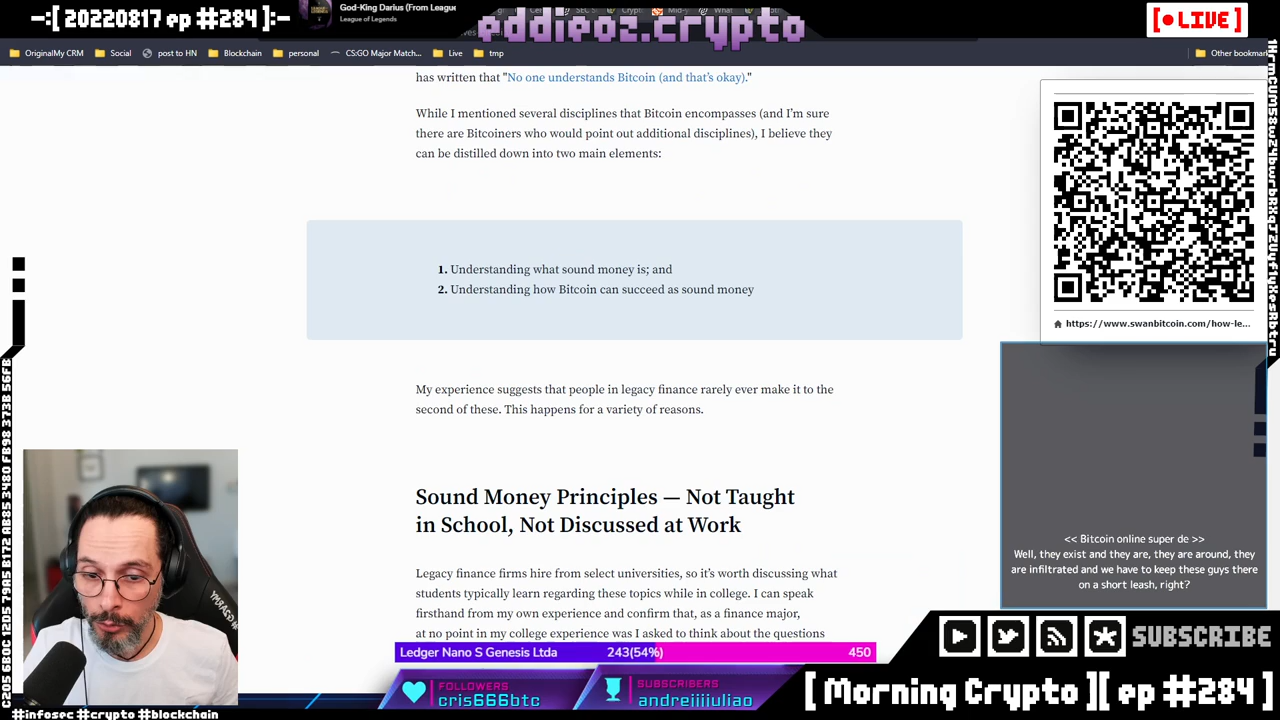 -:[ 20220817 ep #284 ]:-
God-King Darius (From League
League of Legends
eddieoz.crypto
[•LIVE]
OriginalMy CRM
Social
post to HN
Blockchain
personal
CS:GO Major Match...
Live
tmp
Other bookmar
has written that "No one understands Bitcoin (and that's okay)."
While I mentioned several disciplines that Bitcoin encompasses (and I'm sure
there are Bitcoiners who would point out additional disciplines), I believe they
can be distilled down into two main elements:
1. Understanding what sound money is; and
2. Understanding how Bitcoin can succeed as sound money
My experience suggests that people in legacy finance rarely ever make it to the
second of these. This happens for a variety of reasons.
Sound Money Principles — Not Taught
in School, Not Discussed at Work
Legacy finance firms hire from select universities, so it's worth discussing what
students typically learn regarding these topics while in college. I can speak
firsthand from my own experience and confirm that, as a finance major,
at no point in my college experience was I asked to think about the questions
https://www.swanbitcoin.com/how-le...
<< Bitcoin online super de >>
Well, they exist and they are, they are around, they
are infiltrated and we have to keep these guys there
on a short leash, right?
Ledger Nano S Genesis Ltda
243(54%)
450
FOLLOWERS
cris666btc
SUBSCRIBERS
andrejjjuliao
SUBSCRIBE
[ Morning Crypto ][ ep #284 ]
#infosec #crypto #blockchain